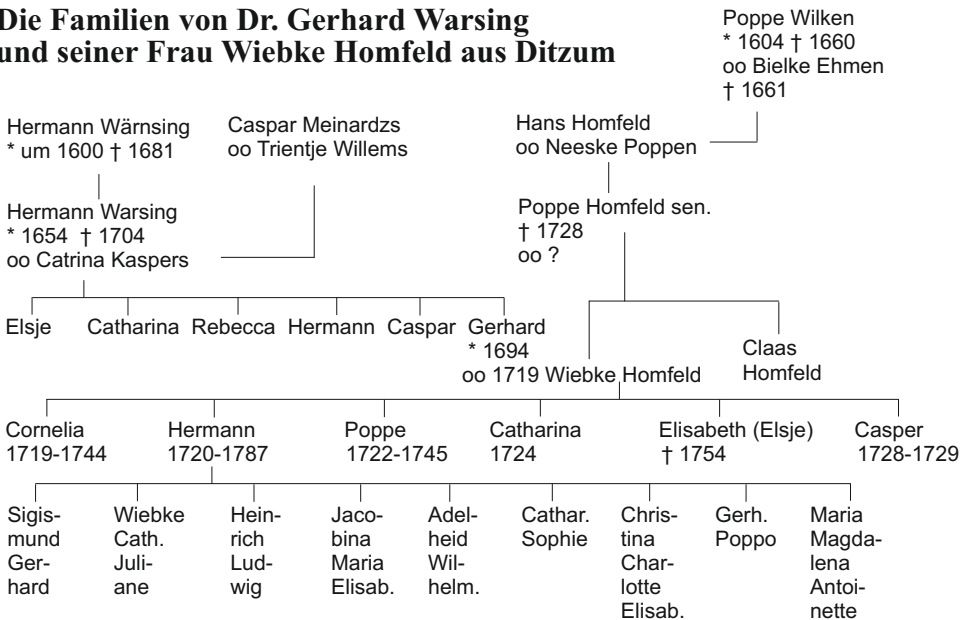 Die Familien von Dr. Gerhard Warsing
und seiner Frau Wiebke Homfeld aus Ditzum
Poppe Wilken
* 1604 † 1660
oo Bielke Ehmen
† 1661
Hermann Wärnsing
* um 1600 † 1681
Caspar Meinardzs
oo Trientje Willems
Hans Homfeld
oo Neeske Poppen
Hermann Warsing
* 1654 † 1704
oo Catrina Kaspers
Poppe Homfeld sen.
† 1728
oo ?
Elsje
Catharina
Rebecca
Hermann
Caspar
Gerhard
* 1694
oo 1719 Wiebke Homfeld
Claas
Homfeld
Cornelia
1719-1744
Hermann
1720-1787
Poppe
1722-1745
Catharina
1724
Elisabeth (Elsje)
† 1754
Casper
1728-1729
Sigis-
mund
Ger-
hard
Wiebke
Cath.
Juli-
ane
Hein-
rich
Lud-
wig
Jaco-
bina
Maria
Elisab.
Adel-
heid
Wil-
helm.
Cathar.
Sophie
Chris-
tina
Char-
lotte
Elisab.
Gerh.
Poppo
Maria
Magda-
lena
Antoi-
nette